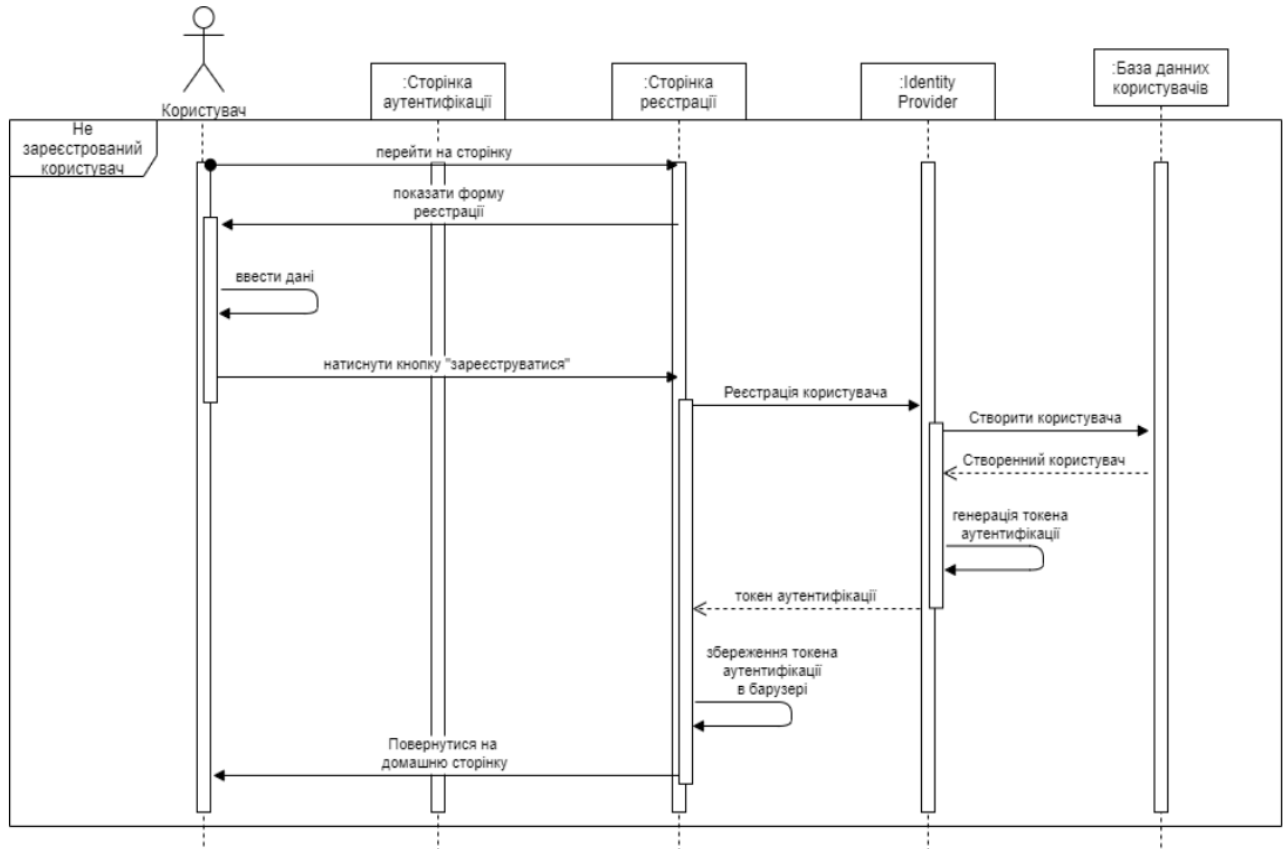 Користувач
:Сторінка
аутентифікації
:Сторінка
реєстрації
:Identity
Provider
:База данних
користувачів
Не
зареєстрований
користувач
перейти на сторінку
показати форму
реєстрації
ввести дані
натиснути кнопку "зареєструватися"
Реєстрація користувача
Створити користувача
Створенний користувач
генерація токена
аутентифікації
токен аутентифікації
збереження токена
аутентифікації
в барузері
Повернутися на
домашню сторінку